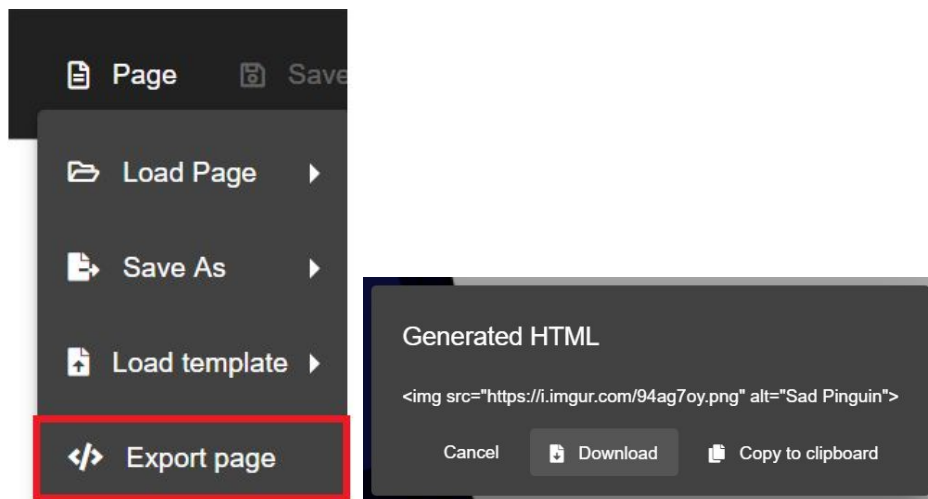 Page Save
Load Page
Save As
Load template
Export page
Generated HTML
<img src="https://i.imgur.com/94ag7oy.png" alt="Sad Pinguin">
Cancel Download Copy to clipboard